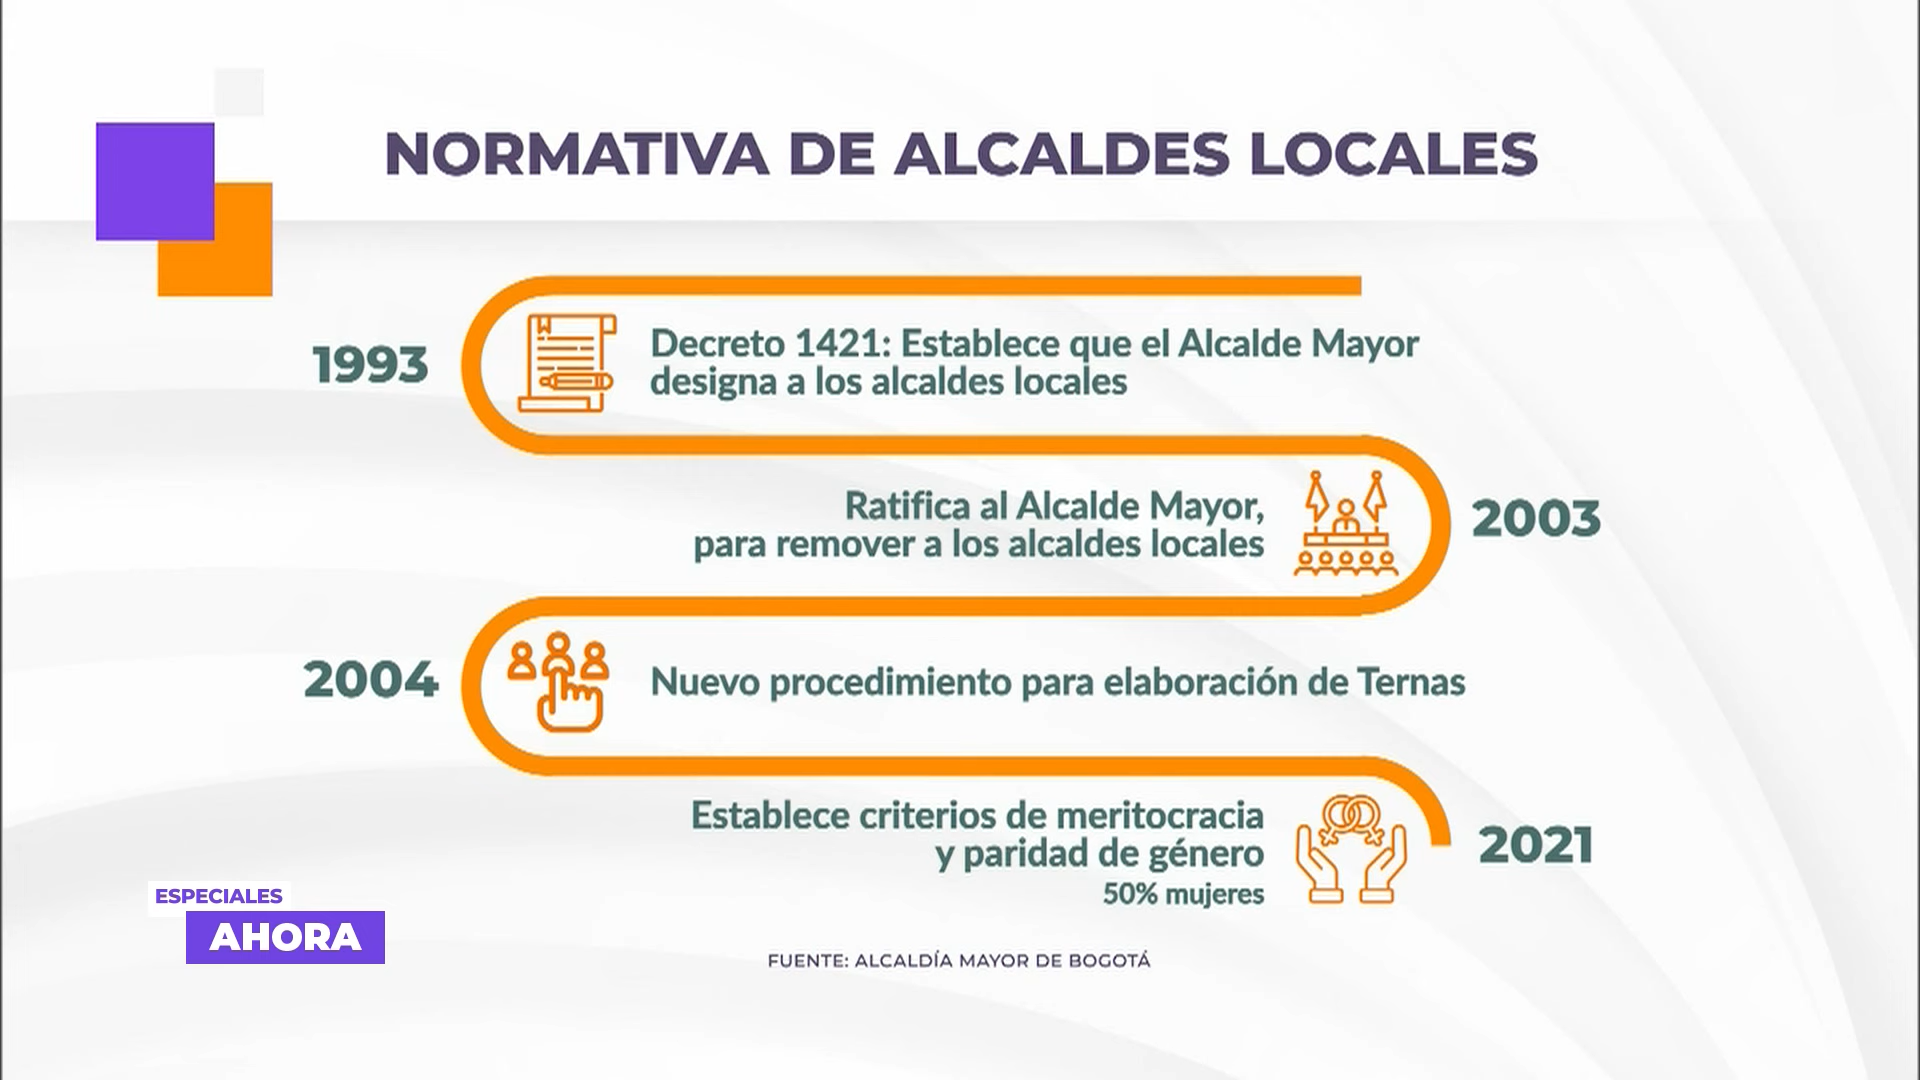 NORMATIVA DE ALCALDES LOCALES
1993
Decreto 1421: Establece que el Alcalde Mayor
designa a los alcaldes locales
Ratifica al Alcalde Mayor,
para remover a los alcaldes locales
2003
2004
Nuevo procedimiento para elaboración de Ternas
Establece criterios de meritocracia
y paridad de género
50% mujeres
2021
ESPECIALES
AHORA
FUENTE: ALCALDÍA MAYOR DE BOGOTÁ